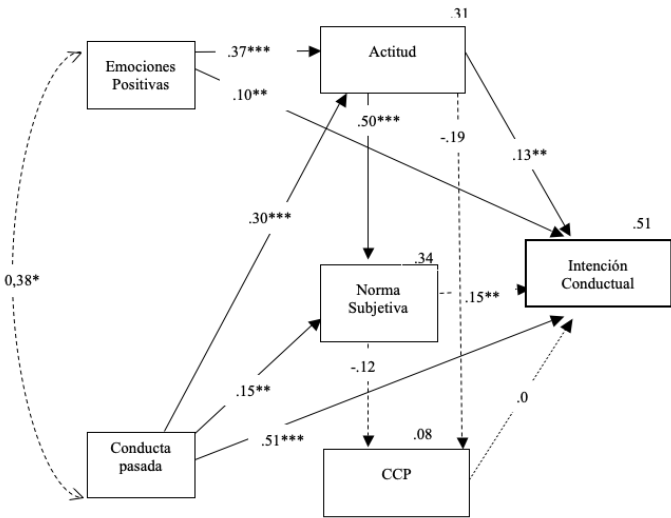 .31
Emociones
Positivas
.37***
Actitud
.10**
.50***
-.19
.13**
.30***
.51
0,38*
.34
Norma
Subjetiva
.15**
Intención
Conductual
-.12
.15**
.0
.51***
Conducta
pasada
.08
CCP